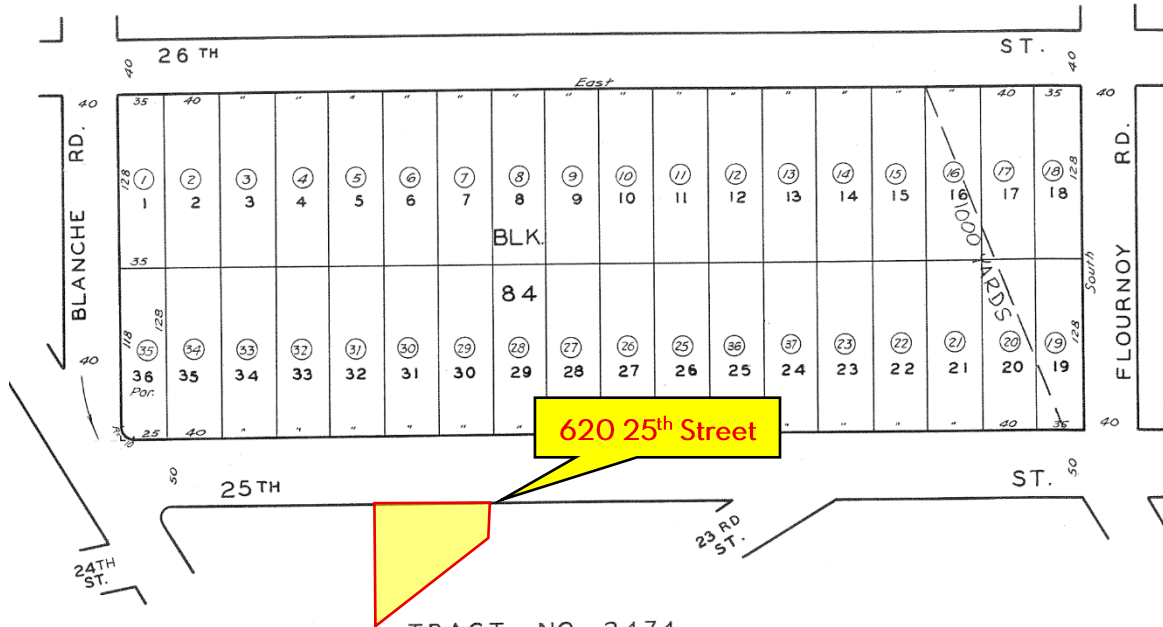 26 TH ST.
40 40
East
40 35 40 " " " " " " " " " " " " " " 40 35 40
BLANCHE RD.
FLOURNOY RD.
128 1 2 3 4 5 6 7 8 9 10 11 12 13 14 15 16 17 18 128
1 2 3 4 5 6 7 8 9 10 11 12 13 14 15 16 17 18
1000 YARDS
BLK.
35
84
South
118 128 128
35 34 33 32 31 30 29 28 27 26 25 36 37 23 22 21 20 19
36 35 34 33 32 31 30 29 28 27 26 25 24 23 22 21 20 19
40 Por.
25 40 " " " " " " " " " 40 35 40
620 25th Street
50 50
25 TH ST.
23 RD
ST.
24TH
ST.
TRACT NO. 2474